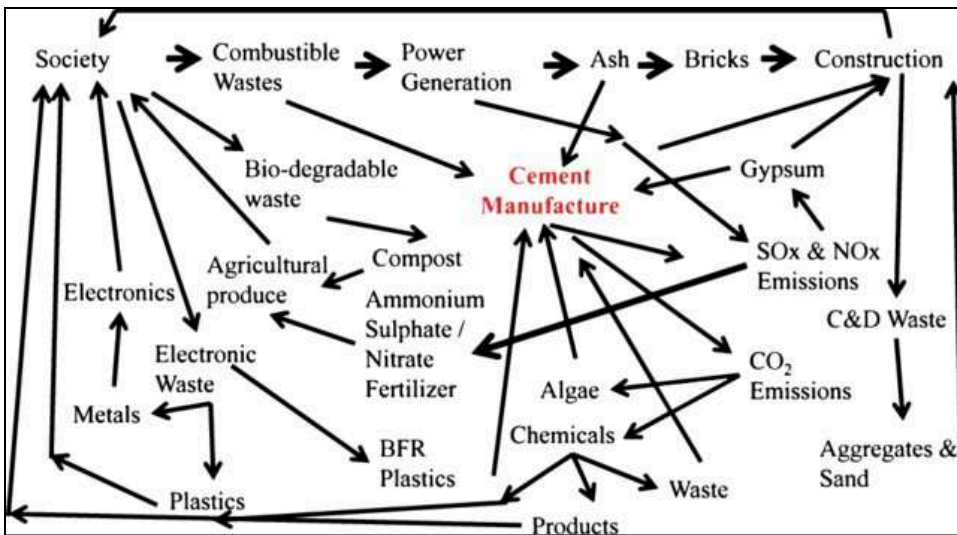 Society
Combustible
Wastes
Power
Generation
Ash
Bricks
Construction
Bio-degradable
waste
Cement
Manufacture
Gypsum
Agricultural
produce
Compost
SOx & NOx
Emissions
Electronics
Ammonium
Sulphate /
Nitrate
Fertilizer
C&D Waste
Electronic
Waste
CO₂
Emissions
Algae
Metals
Chemicals
BFR
Plastics
Aggregates &
Sand
Plastics
Waste
Products